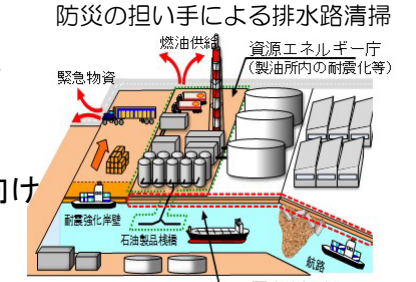 防災の担い手による排水路清掃
燃油供給
資源エネルギー庁
(製油所内の耐震化等)
緊急物資
向け
耐震強化岸壁
石油製品桟橋
航路